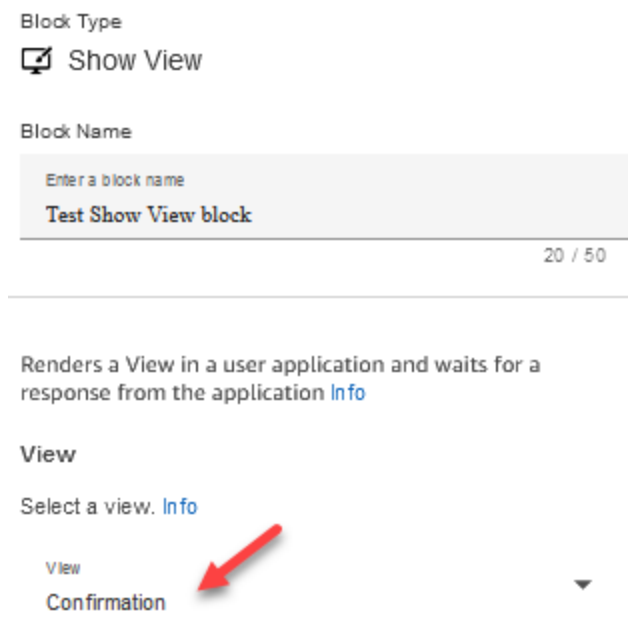 Block Type
Show View
Block Name
Enter a block name
Test Show View block
20 / 50
Renders a View in a user application and waits for a
response from the application Info
View
Select a view. Info
View
Confirmation